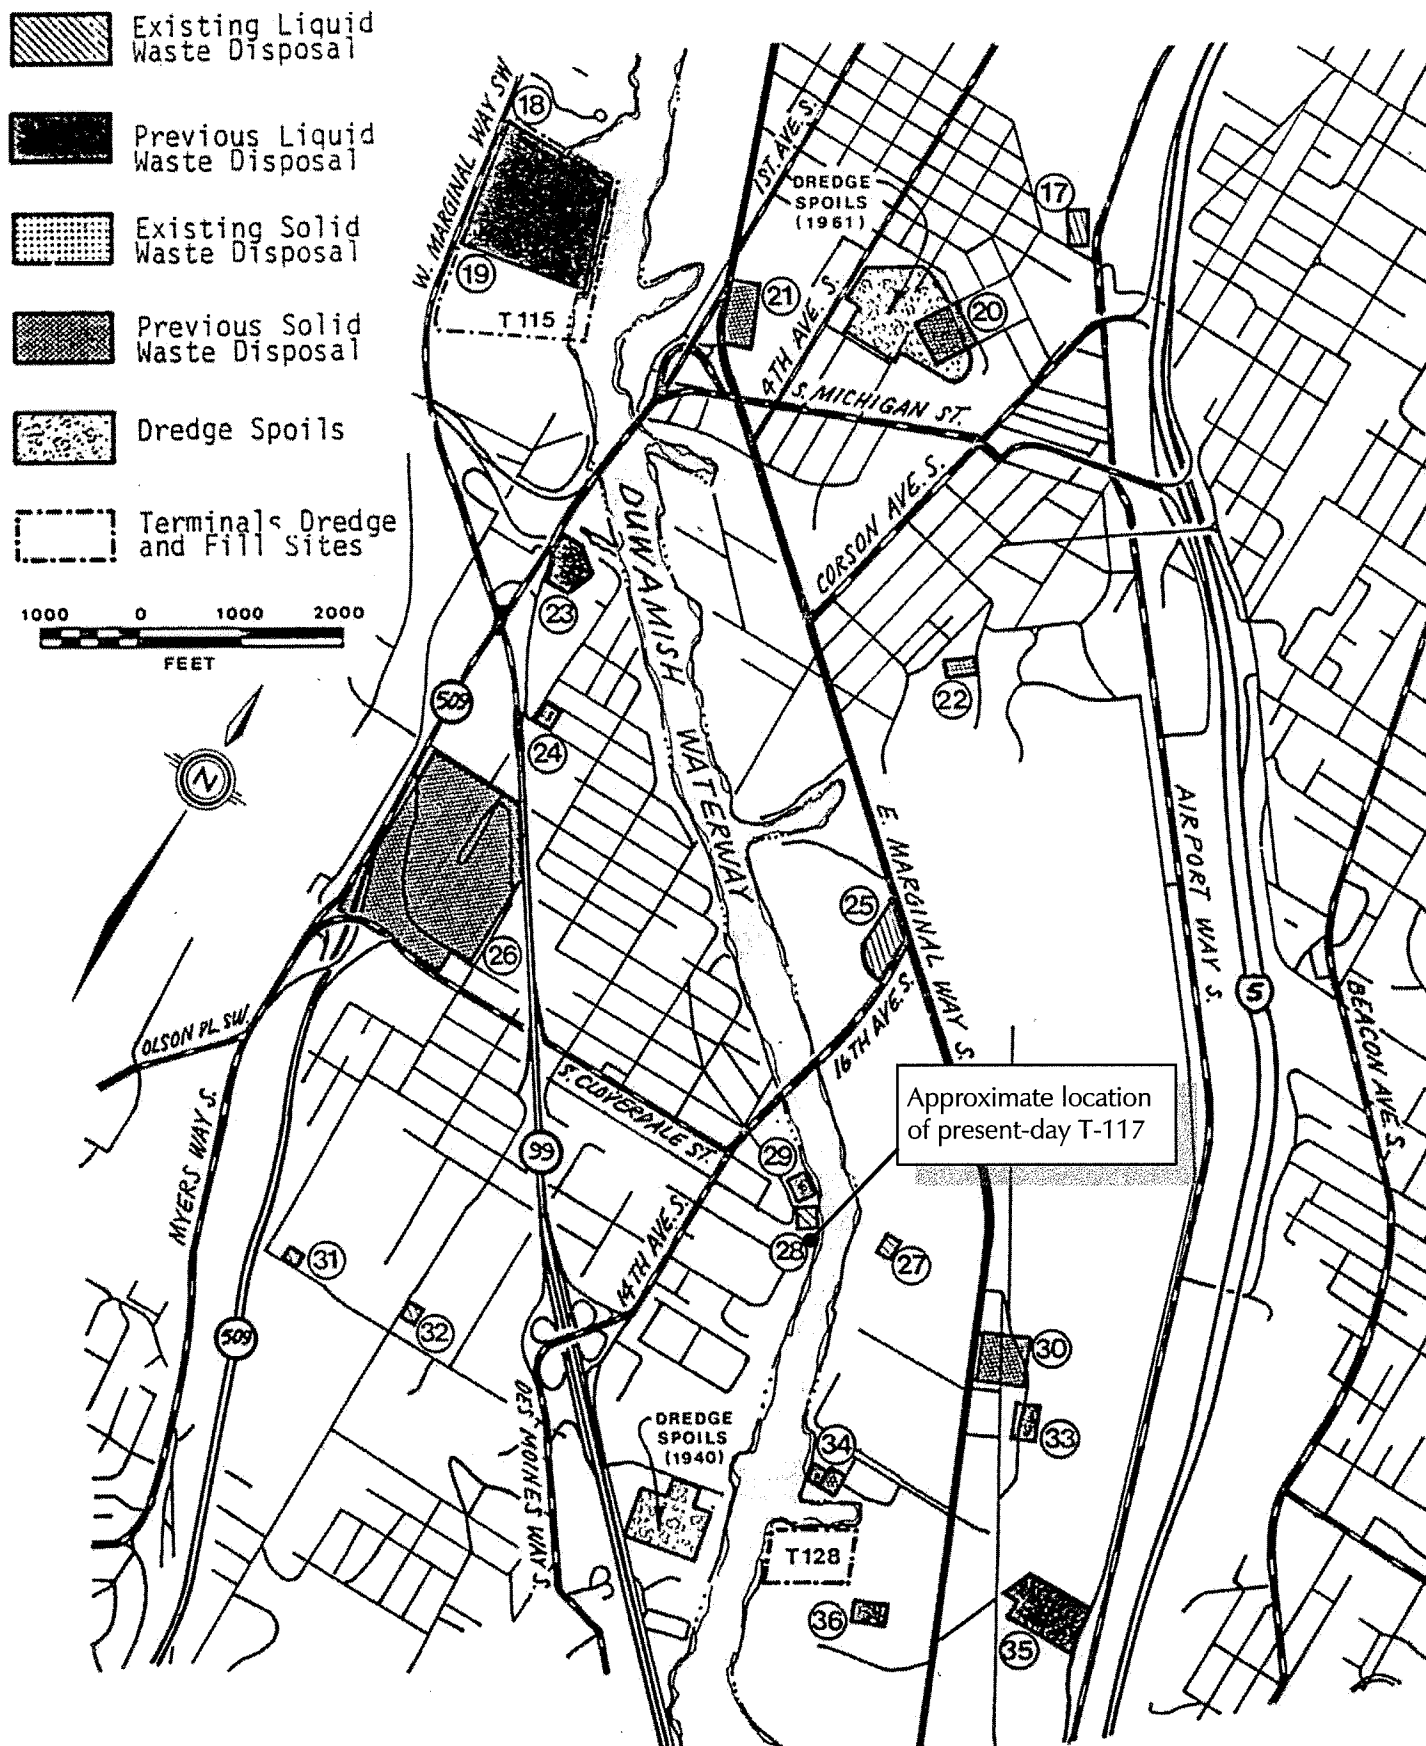 Existing Liquid
Waste Disposal
Previous Liquid
Waste Disposal
Existing Solid
Waste Disposal
Previous Solid
Waste Disposal
Dredge Spoils
Terminals Dredge
and Fill Sites
1000 0 1000 2000
FEET
N
W. MARGINAL WAY SW
18
19
T 115
1ST. AVE. S.
DREDGE
SPOILS
(1961)
17
21
20
4TH AVE. S.
S. MICHIGAN ST.
CORSON AVE. S.
DUWAMISH WATERWAY
23
22
509
24
E. MARGINAL WAY S.
AIRPORT WAY S.
25
26
5
16TH AVE. S.
BEACON AVE. S.
OLSON PL. SW.
S. CLOVERDALE ST.
Approximate location
of present-day T-117
MYERS WAY S.
99
29
14TH AVE. S.
28
27
31
32
509
30
DES MOINES WAY S.
DREDGE
SPOILS
(1940)
33
34
T 128
36
35